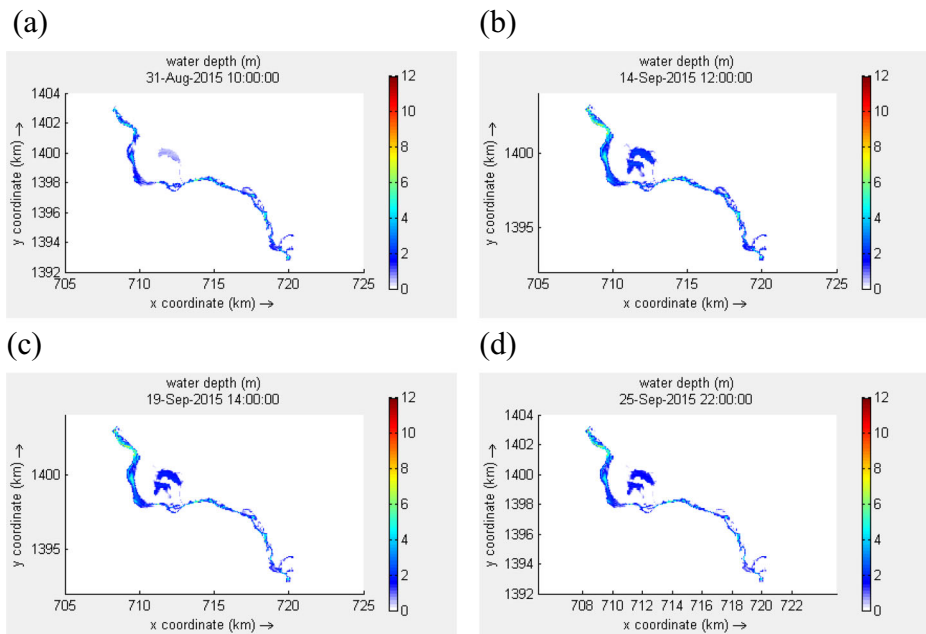 (a)
water depth (m)
31-Aug-2015 10:00:00
1404
1402
1400
1398
1396
1394
1392
y coordinate (km) →
705 710 715 720 725
x coordinate (km) →
12
10
8
6
4
2
0
(b)
water depth (m)
14-Sep-2015 12:00:00
1400
1395
y coordinate (km) →
705 710 715 720 725
x coordinate (km) →
12
10
8
6
4
2
0
(c)
water depth (m)
19-Sep-2015 14:00:00
1400
1395
y coordinate (km) →
705 710 715 720 725
x coordinate (km) →
12
10
8
6
4
2
0
(d)
water depth (m)
25-Sep-2015 22:00:00
1404
1402
1400
1398
1396
1394
1392
y coordinate (km) →
708 710 712 714 716 718 720 722
x coordinate (km) →
12
10
8
6
4
2
0